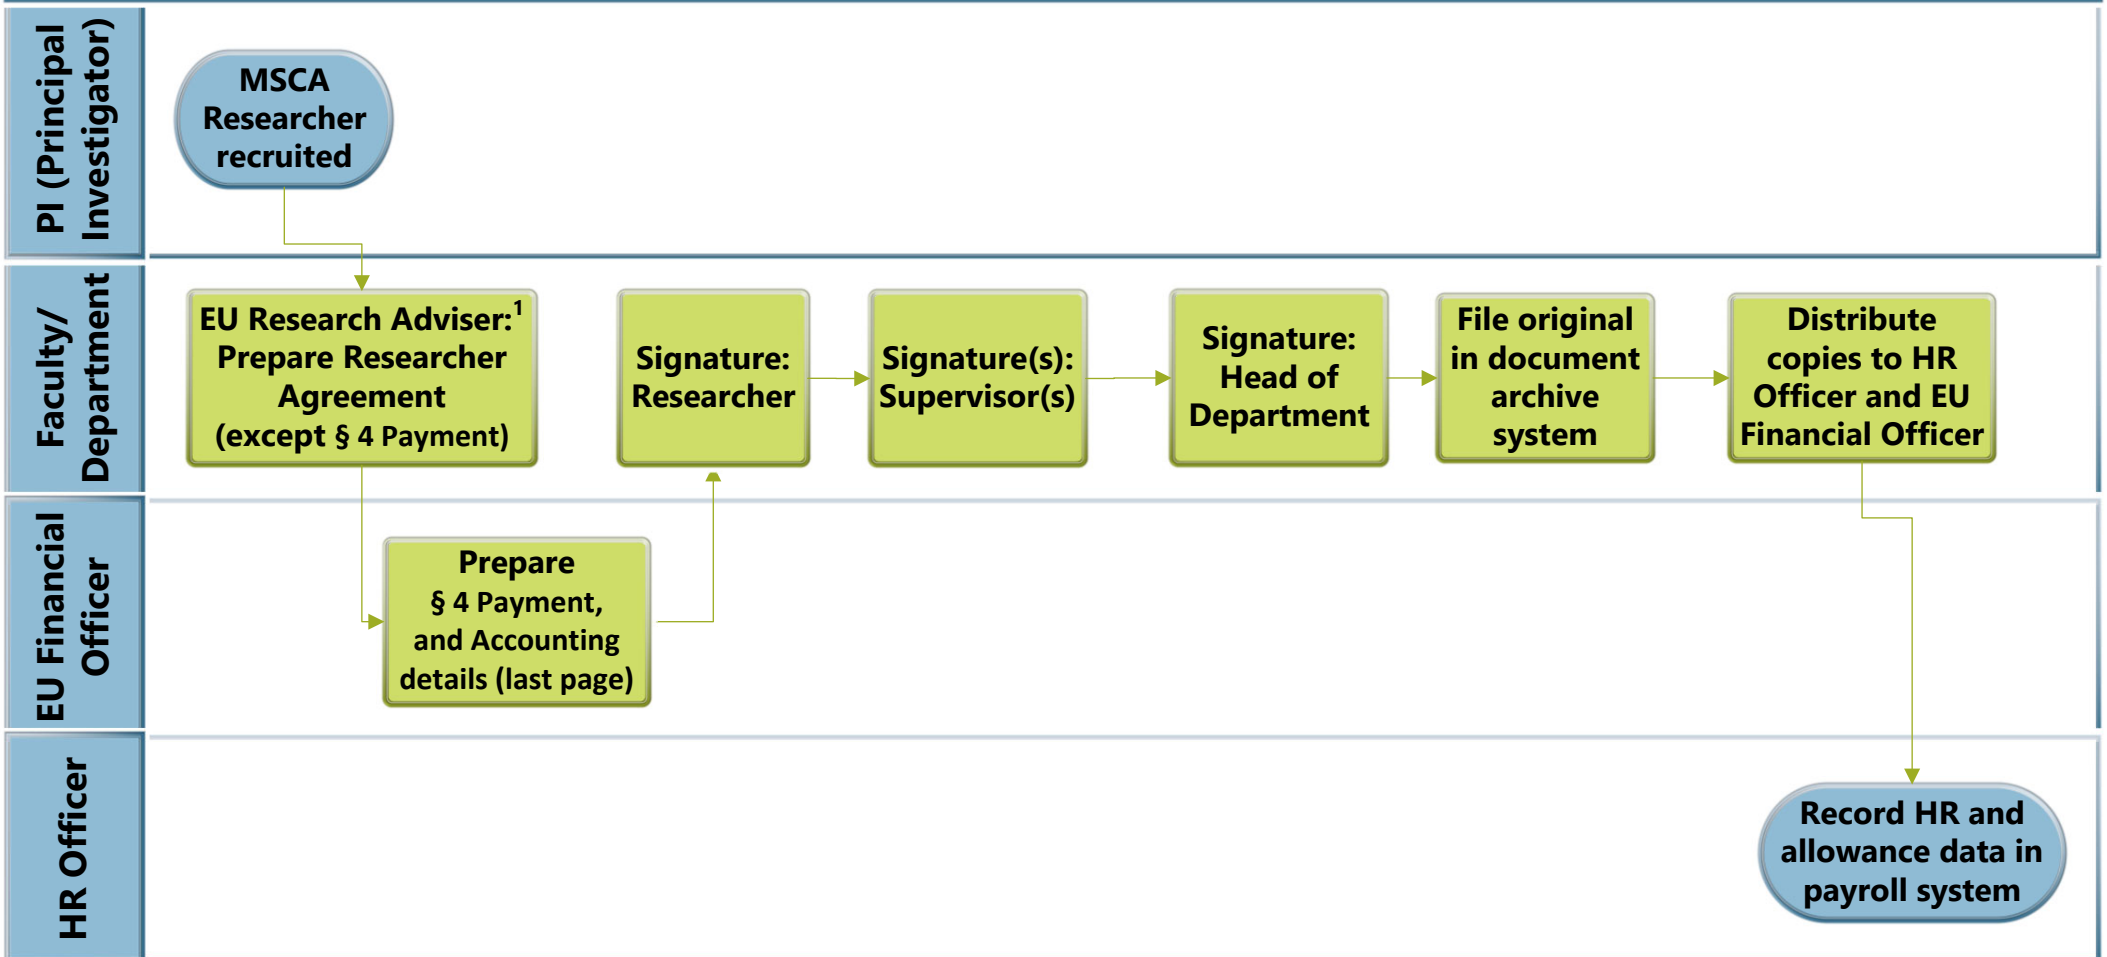 PI (Principal
Investigator)
MSCA
Researcher
recruited
Faculty/
Department
EU Research Adviser:1
Prepare Researcher
Agreement
(except § 4 Payment)
Signature:
Researcher
Signature(s):
Supervisor(s)
Signature:
Head of
Department
File original
in document
archive
system
Distribute
copies to HR
Officer and EU
Financial Officer
EU Financial
Officer
Prepare
§ 4 Payment,
and Accounting
details (last page)
HR Officer
Record HR and
allowance data in
payroll system